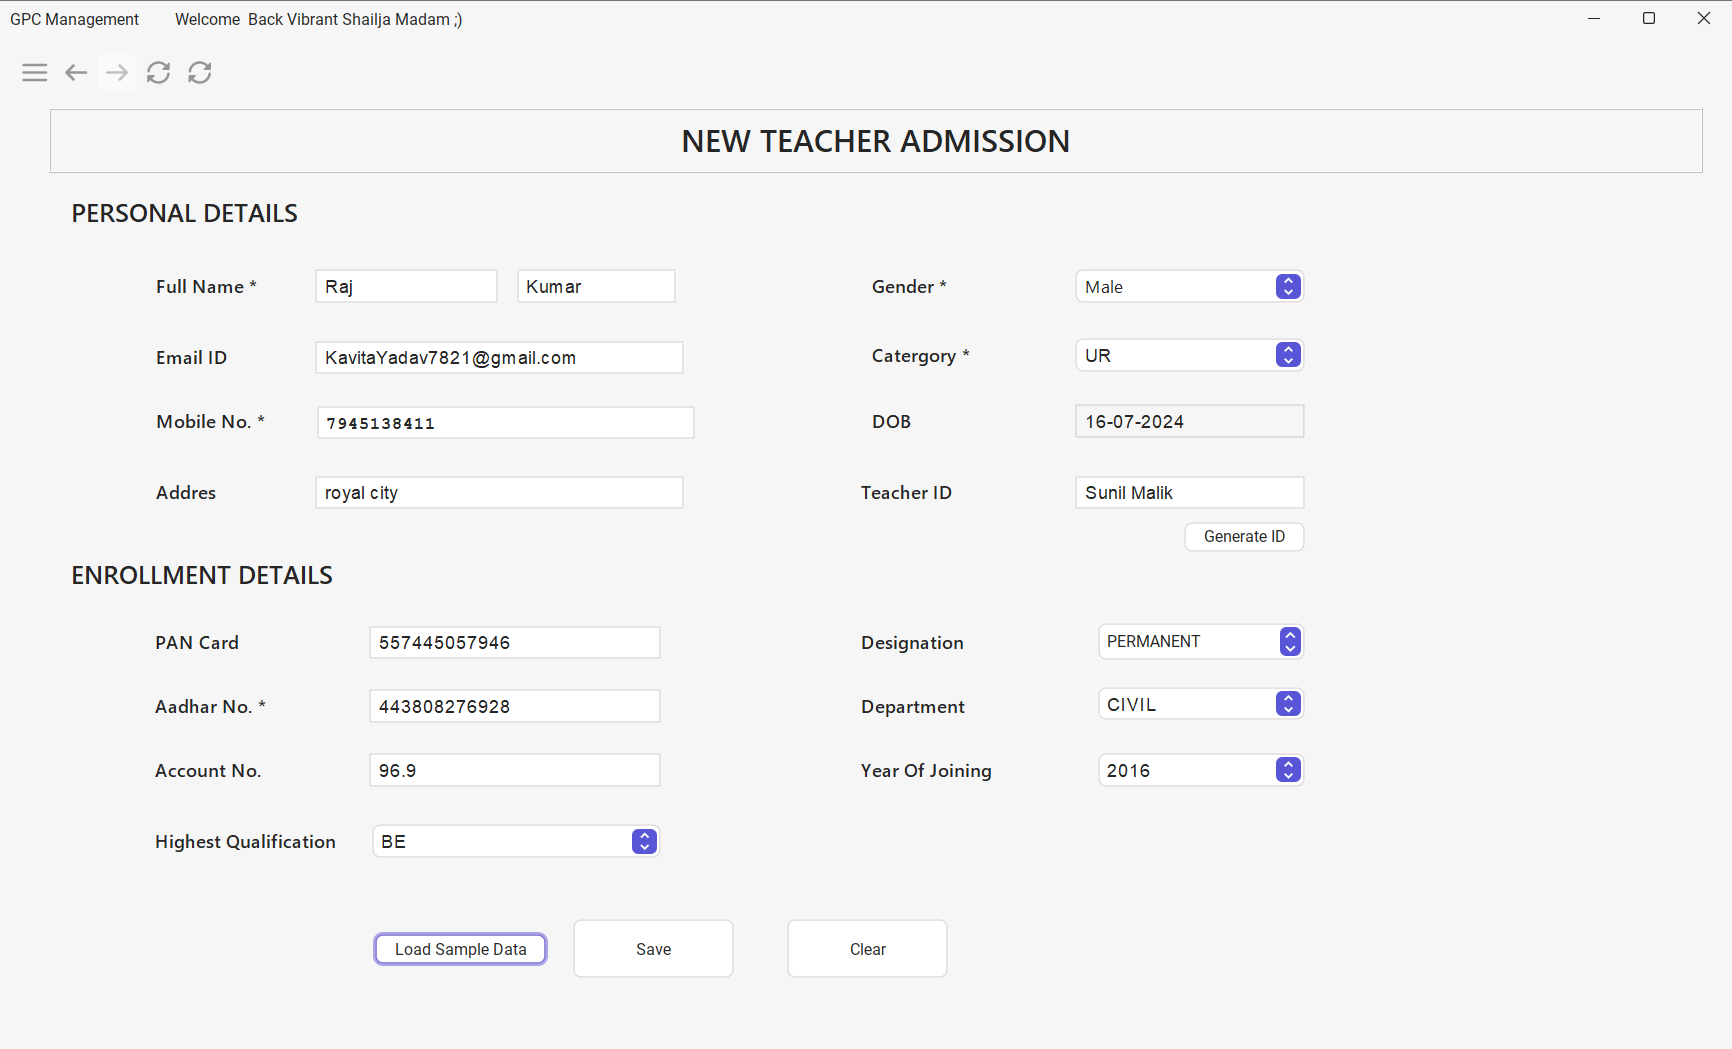 GPC Management Welcome Back Vibrant Shailja Madam ;)
NEW TEACHER ADMISSION
PERSONAL DETAILS
Full Name * Raj Kumar Gender * Male
Email ID KavitaYadav7821@gmail.com Catergory * UR
Mobile No. * 7945138411 DOB 16-07-2024
Addres royal city Teacher ID Sunil Malik
Generate ID
ENROLLMENT DETAILS
PAN Card 557445057946 Designation PERMANENT
Aadhar No. * 443808276928 Department CIVIL
Account No. 96.9 Year Of Joining 2016
Highest Qualification BE
Load Sample Data Save Clear